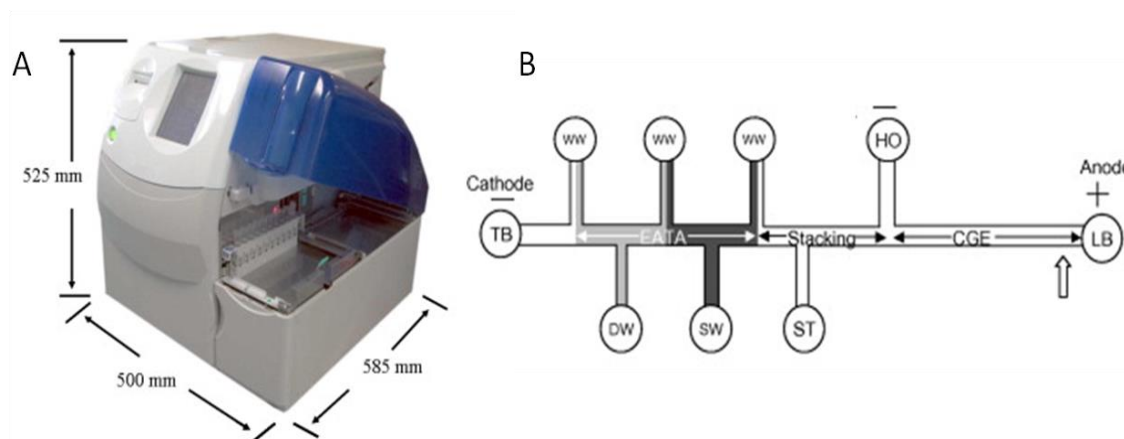 A
525 mm
500 mm
585 mm
B
WW
WW
WW
HO
Cathode
Anode
TB
EATA
Stacking
CGE
LB
DW
SW
ST